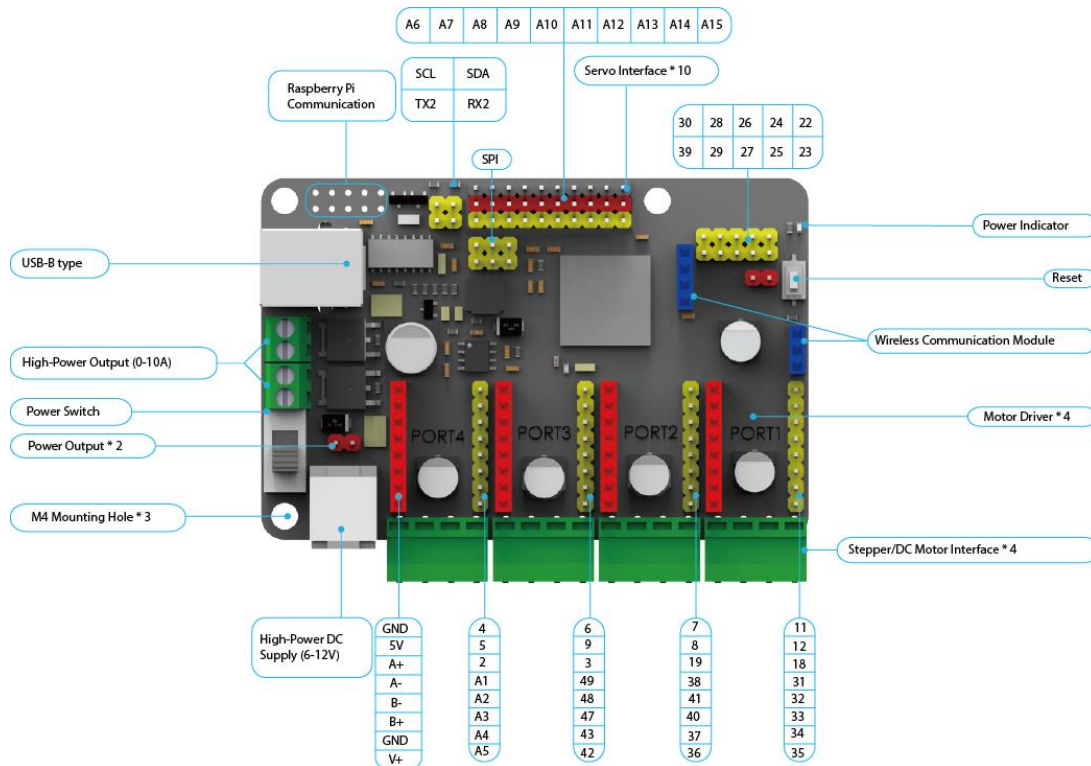 A6 A7 A8 A9 A10 A11 A12 A13 A14 A15
SCL SDA
TX2 RX2
Servo Interface * 10
Raspberry Pi
Communication
30 28 26 24 22
39 29 27 25 23
SPI
Power Indicator
USB-B type
Reset
Wireless Communication Module
High-Power Output (0-10A)
Power Switch
Motor Driver * 4
Power Output * 2
PORT4 PORT3 PORT2 PORT1
M4 Mounting Hole * 3
Stepper/DC Motor Interface * 4
High-Power DC
Supply (6-12V)
GND 4 6 7 11
5V 5 9 8 12
A+ 2 3 19 18
A- A1 49 38 31
B- A2 48 41 32
B+ A3 47 40 33
GND A4 43 37 34
V+ A5 42 36 35